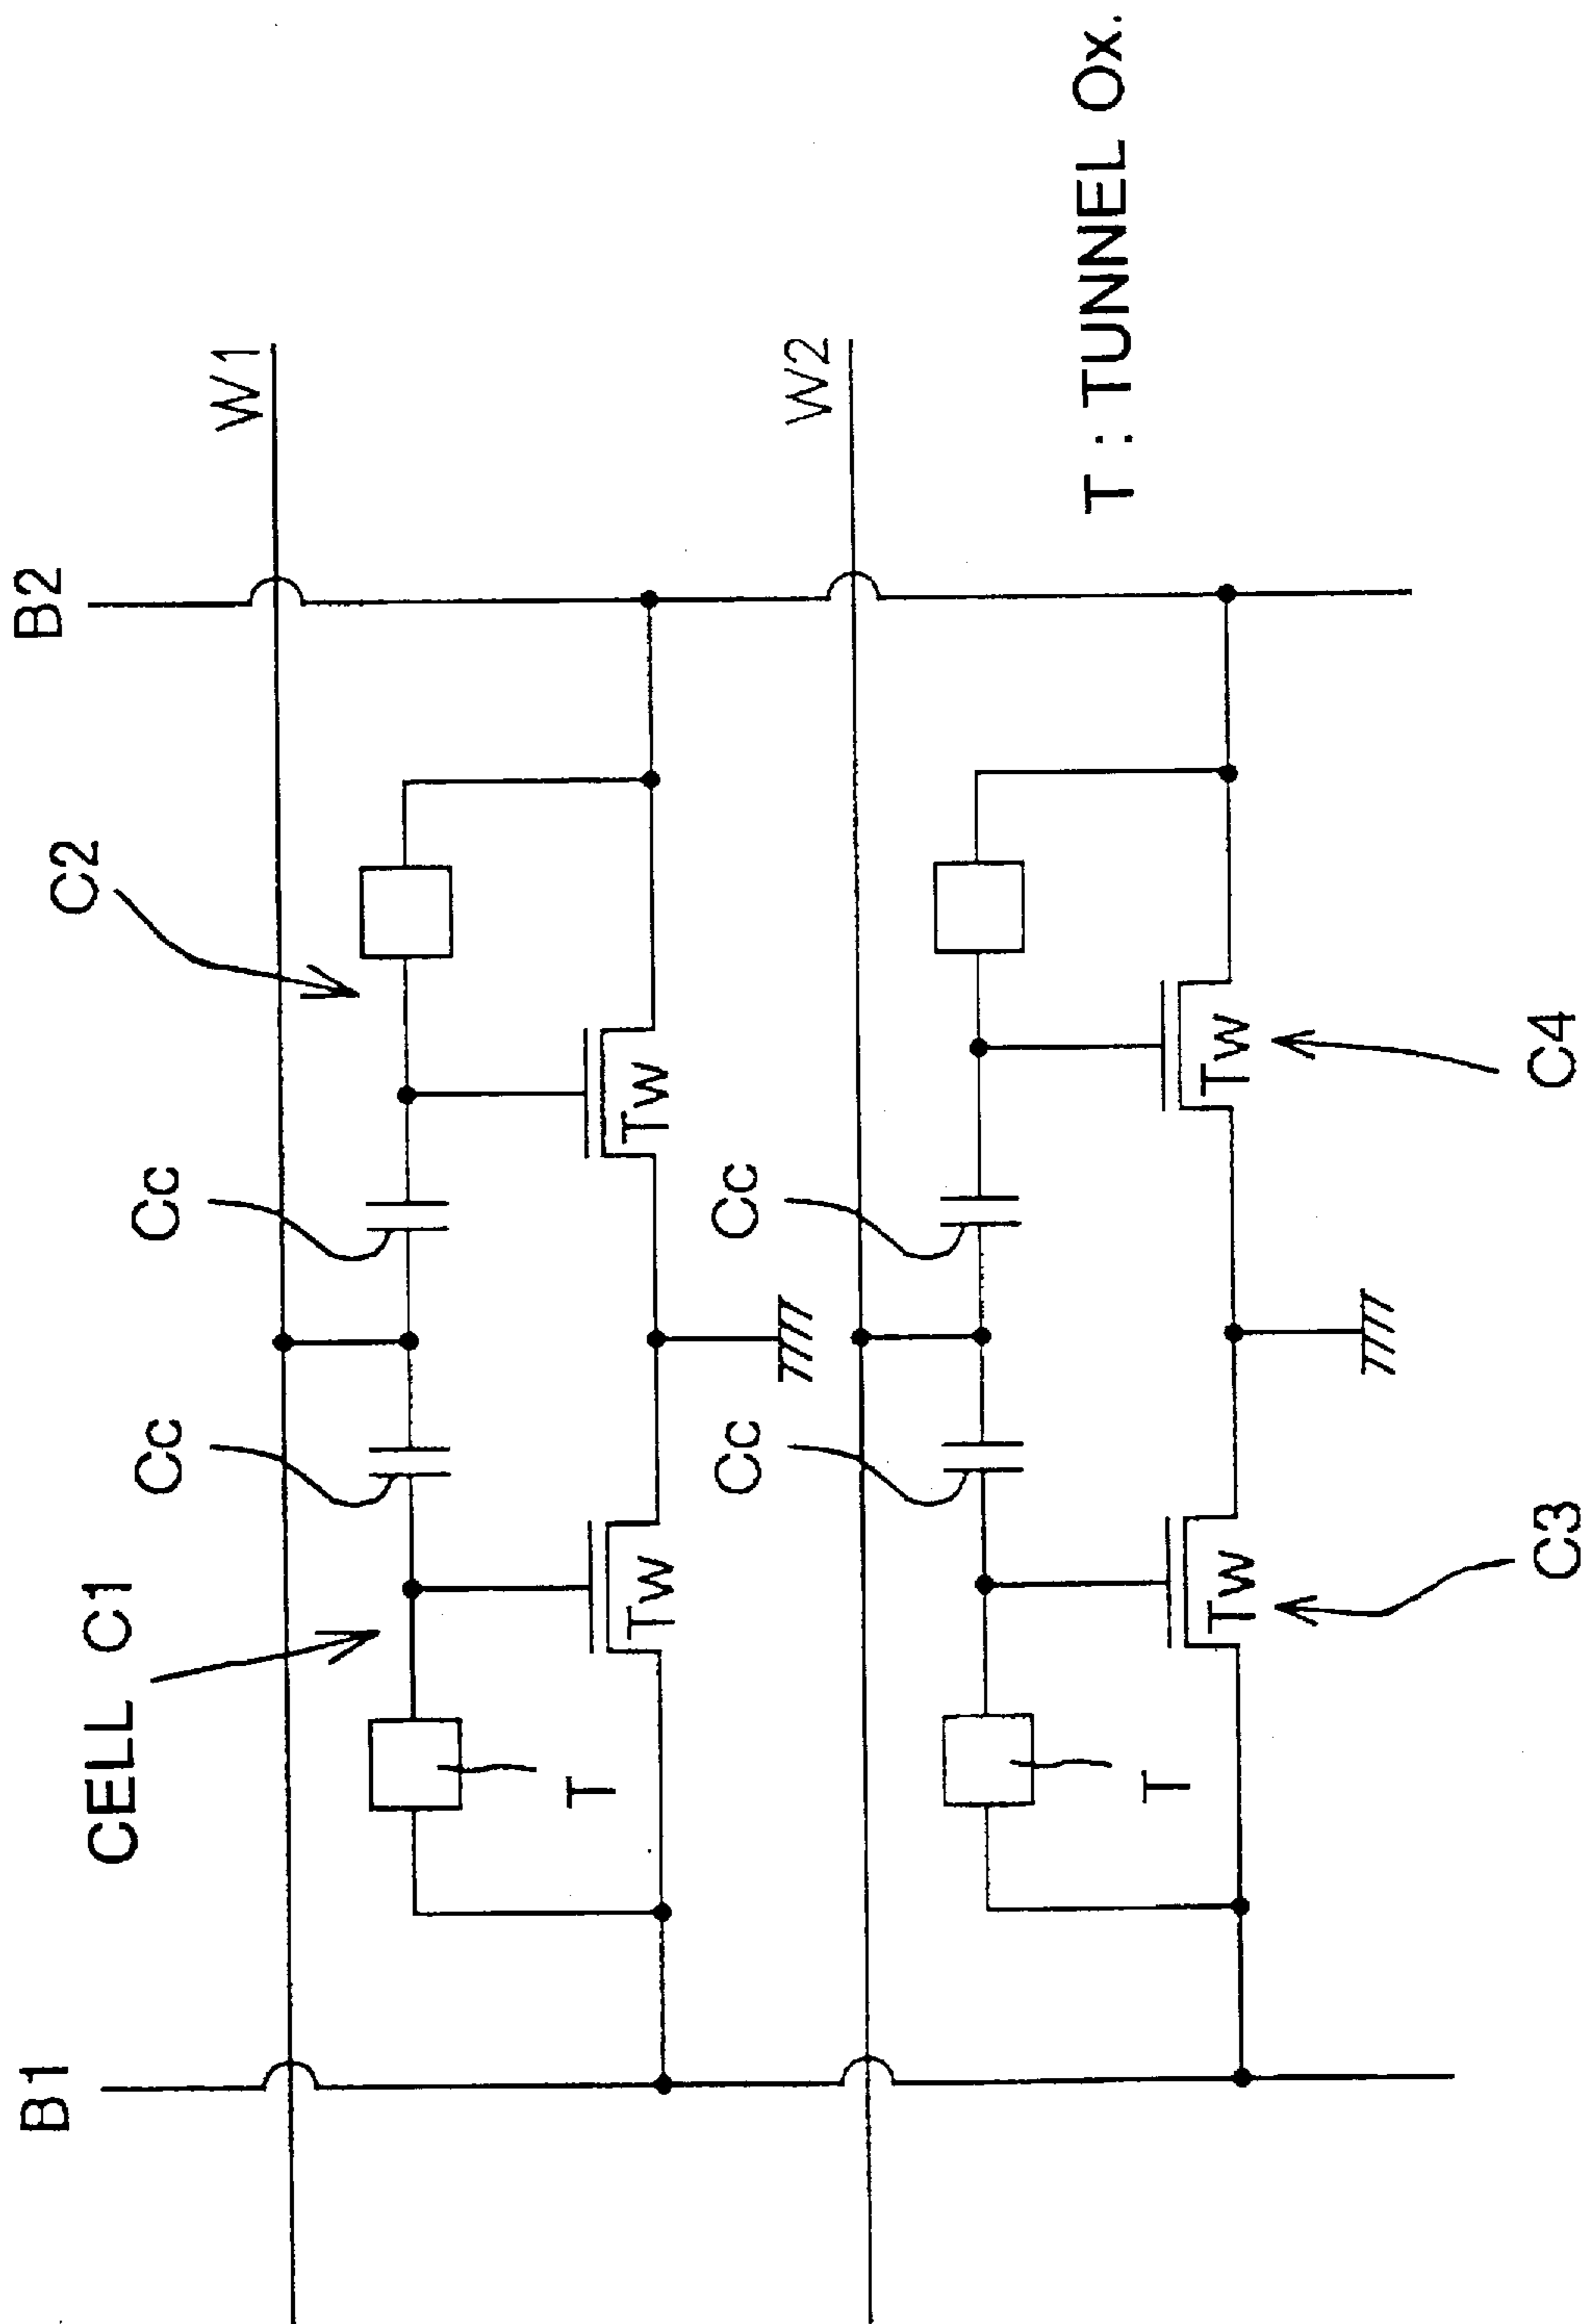 B1
B2
W1
CELL C1
Cc
Cc
C2
T
Tw
Tw
W2
Cc
Cc
T
Tw
Tw
C3
C4
T : TUNNEL Ox.